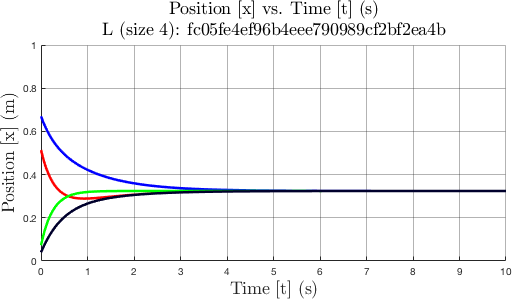 Position [x] vs. Time [t] (s)
L (size 4): fc05fe4ef96b4eee790989cf2bf2ea4b
Position [x] (m)
1
0.8
0.6
0.4
0.2
0
0 1 2 3 4 5 6 7 8 9 10
Time [t] (s)